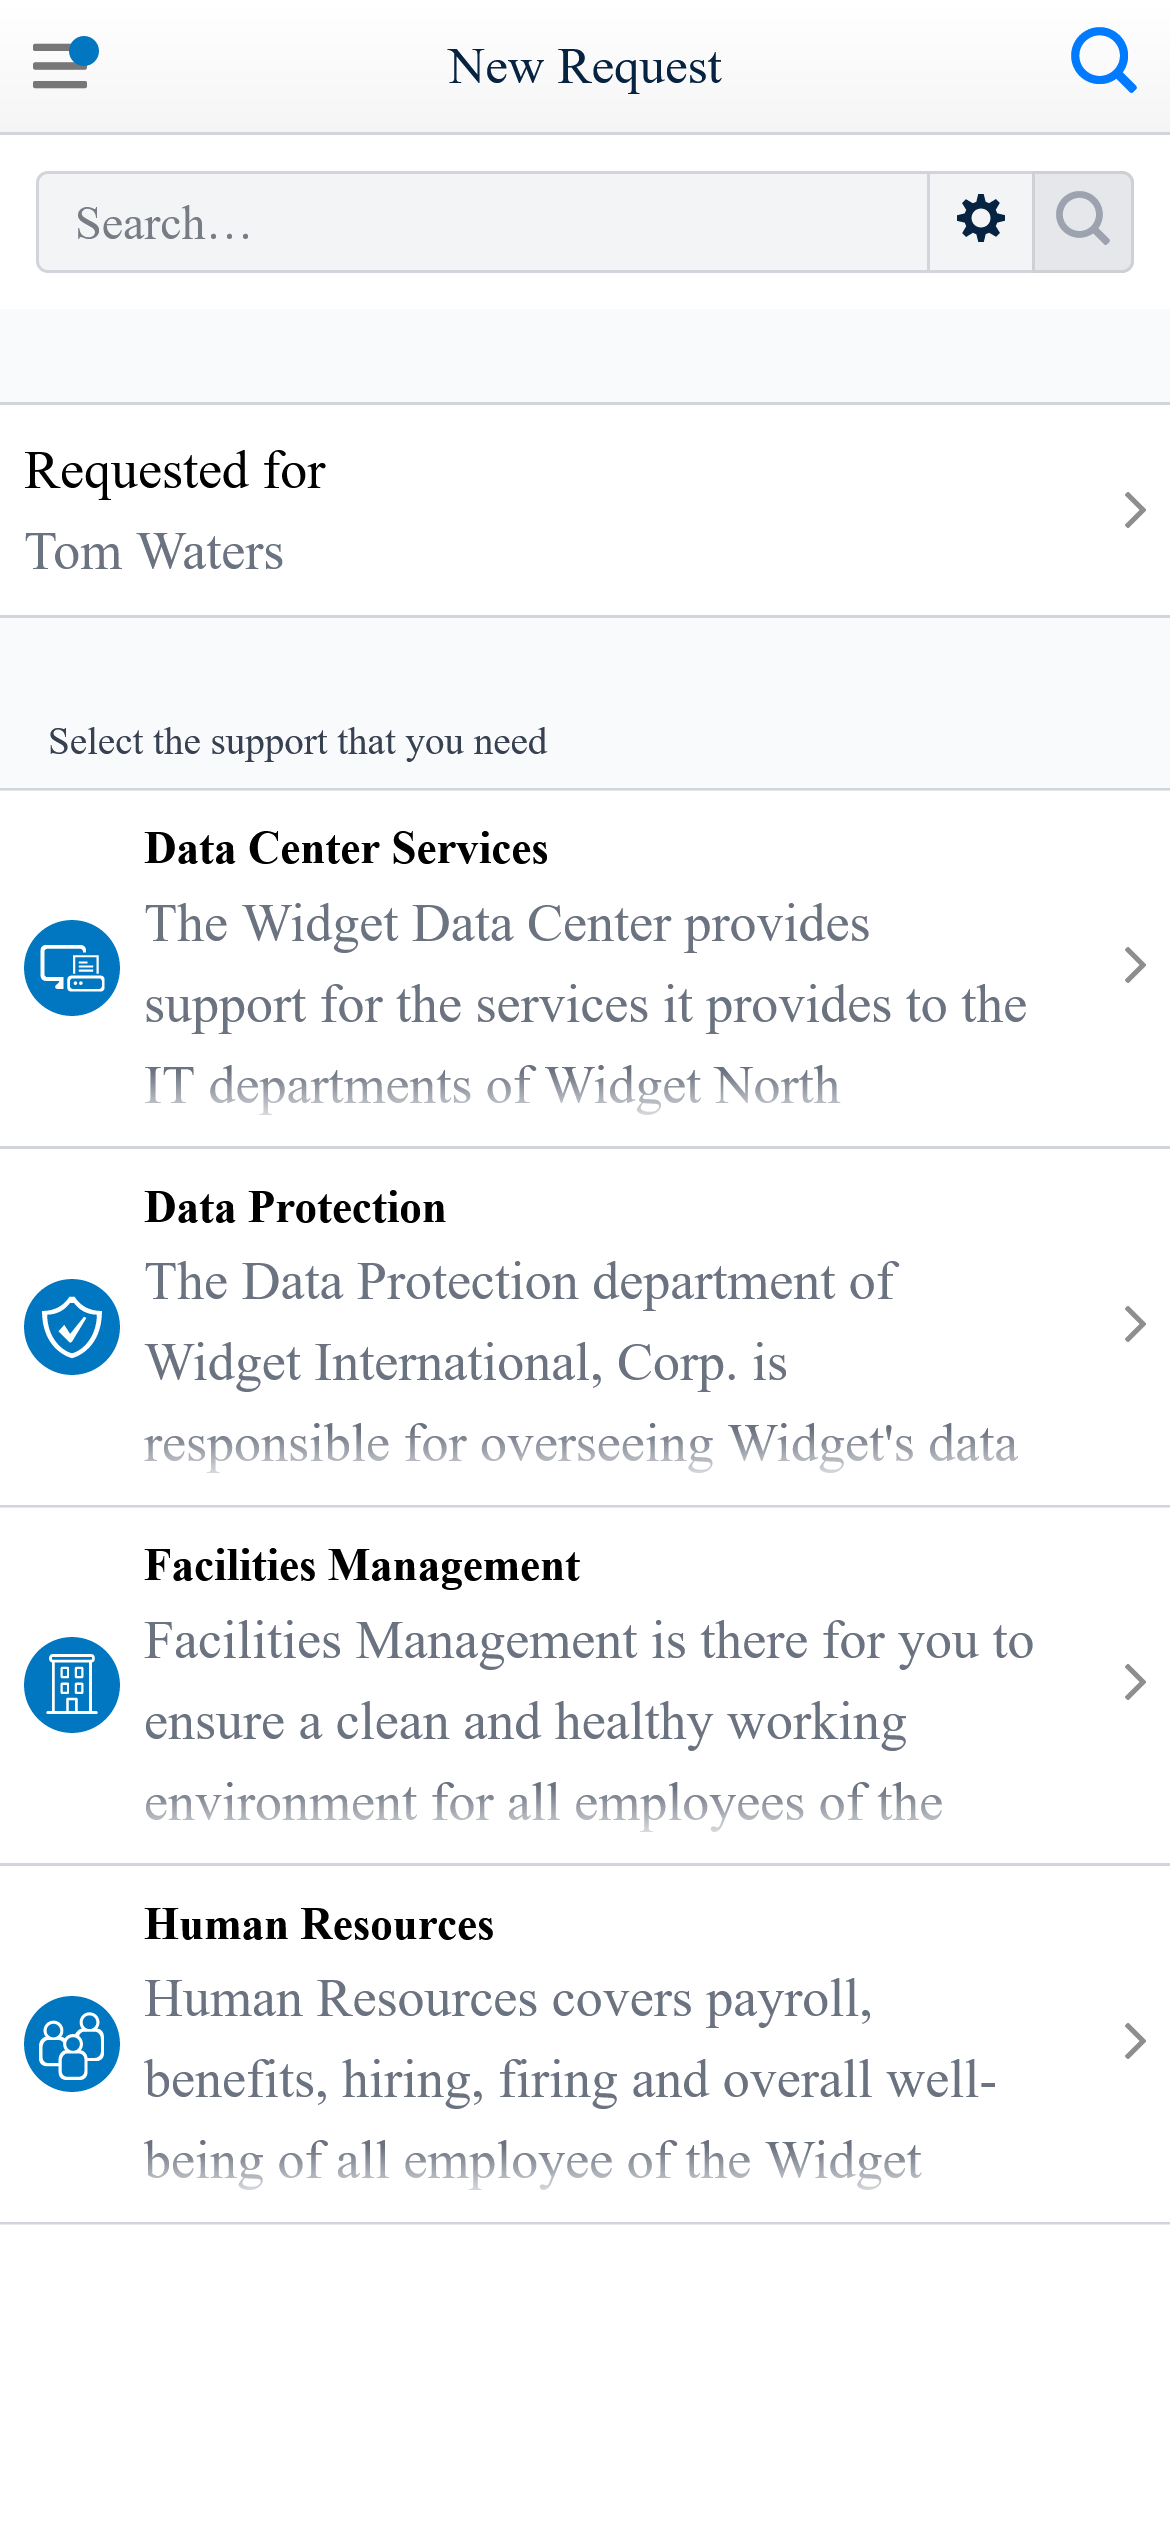 New Request
Search...
Requested for
Tom Waters
Select the support that you need
Data Center Services
The Widget Data Center provides
support for the services it provides to the
IT departments of Widget North
Data Protection
The Data Protection department of
Widget International, Corp. is
responsible for overseeing Widget's data
Facilities Management
Facilities Management is there for you to
ensure a clean and healthy working
environment for all employees of the
Human Resources
Human Resources covers payroll,
benefits, hiring, firing and overall well-
being of all employee of the Widget